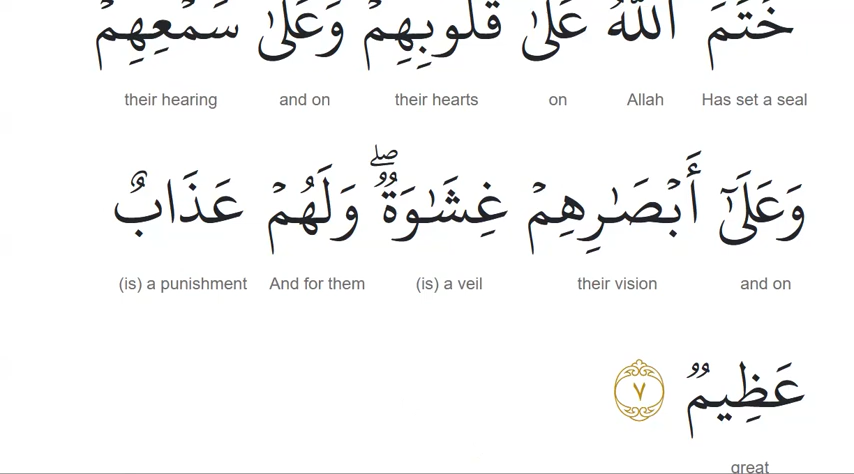 خَتَمَ ٱللَّهُ عَلَىٰ قُلُوبِهِمْ وَعَلَىٰ سَمْعِهِمْ
their hearing and on their hearts on Allah Has set a seal
وَعَلَىٰٓ أَبْصَـٰرِهِمْ غِشَـٰوَةٌۭ ۖ وَلَهُمْ عَذَابٌ
(is) a punishment And for them (is) a veil their vision and on
عَظِيمٌۭ ٧
great